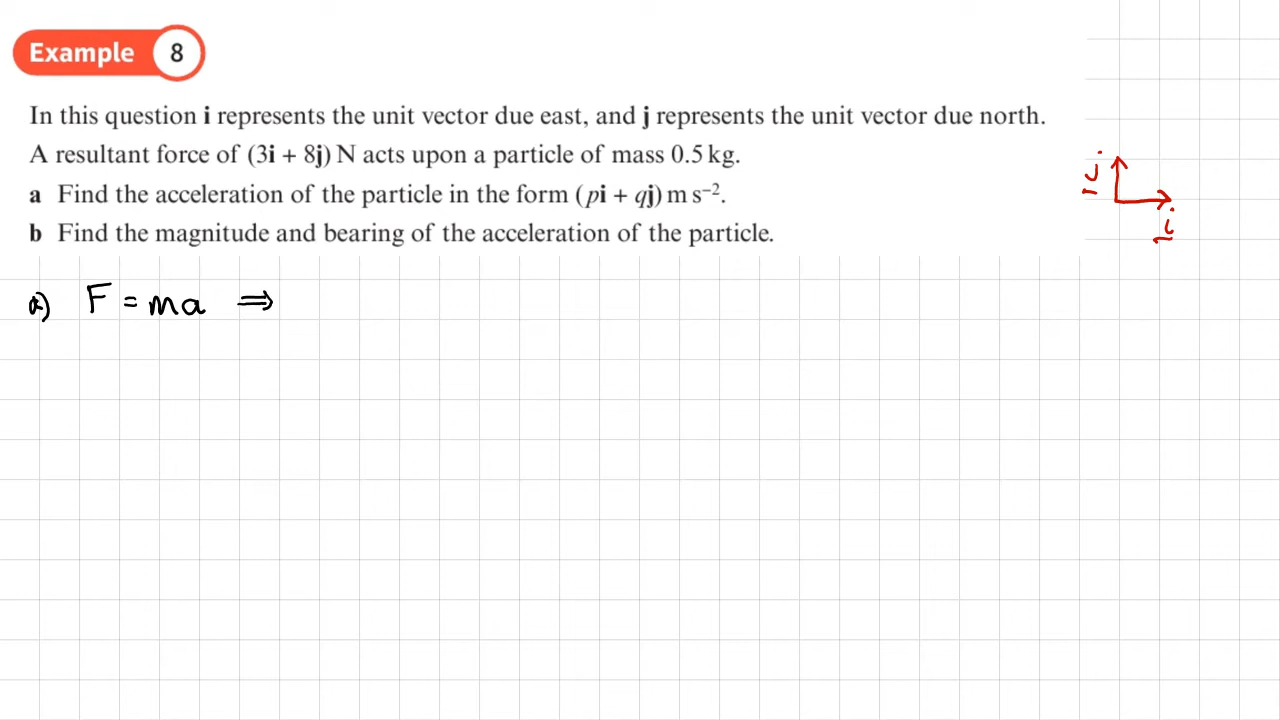 Example 8
In this question i represents the unit vector due east, and j represents the unit vector due north.
A resultant force of (3i + 8j) N acts upon a particle of mass 0.5 kg.
a Find the acceleration of the particle in the form (pi + qj) m s⁻².
b Find the magnitude and bearing of the acceleration of the particle.
j
i
a) F = ma ⇒